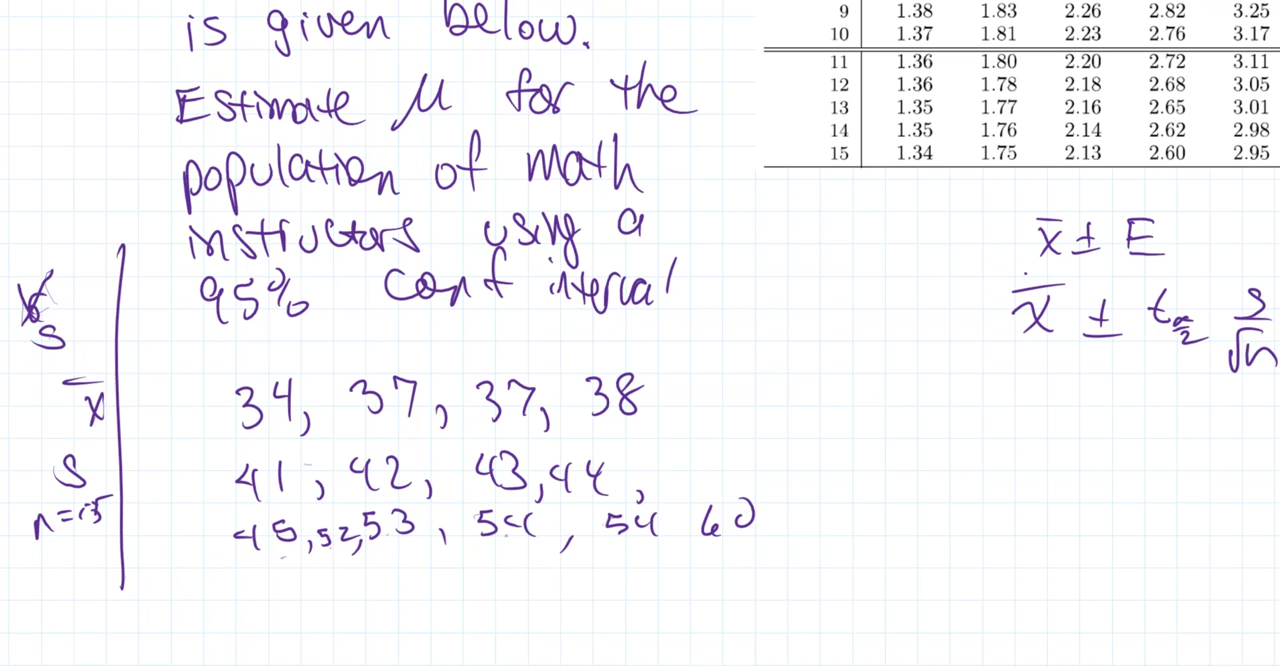 is given below.
Estimate μ for the
population of math
instructors using a
95% conf interval
34, 37, 37, 38
41, 42, 43, 44,
45, 52, 53, 54, 54 60
S
x̄
S
n = 15
9 1.38 1.83 2.26 2.82 3.25
10 1.37 1.81 2.23 2.76 3.17
11 1.36 1.80 2.20 2.72 3.11
12 1.36 1.78 2.18 2.68 3.05
13 1.35 1.77 2.16 2.65 3.01
14 1.35 1.76 2.14 2.62 2.98
15 1.34 1.75 2.13 2.60 2.95
x̄ ± E
x̄ ± t α/2 s/√n